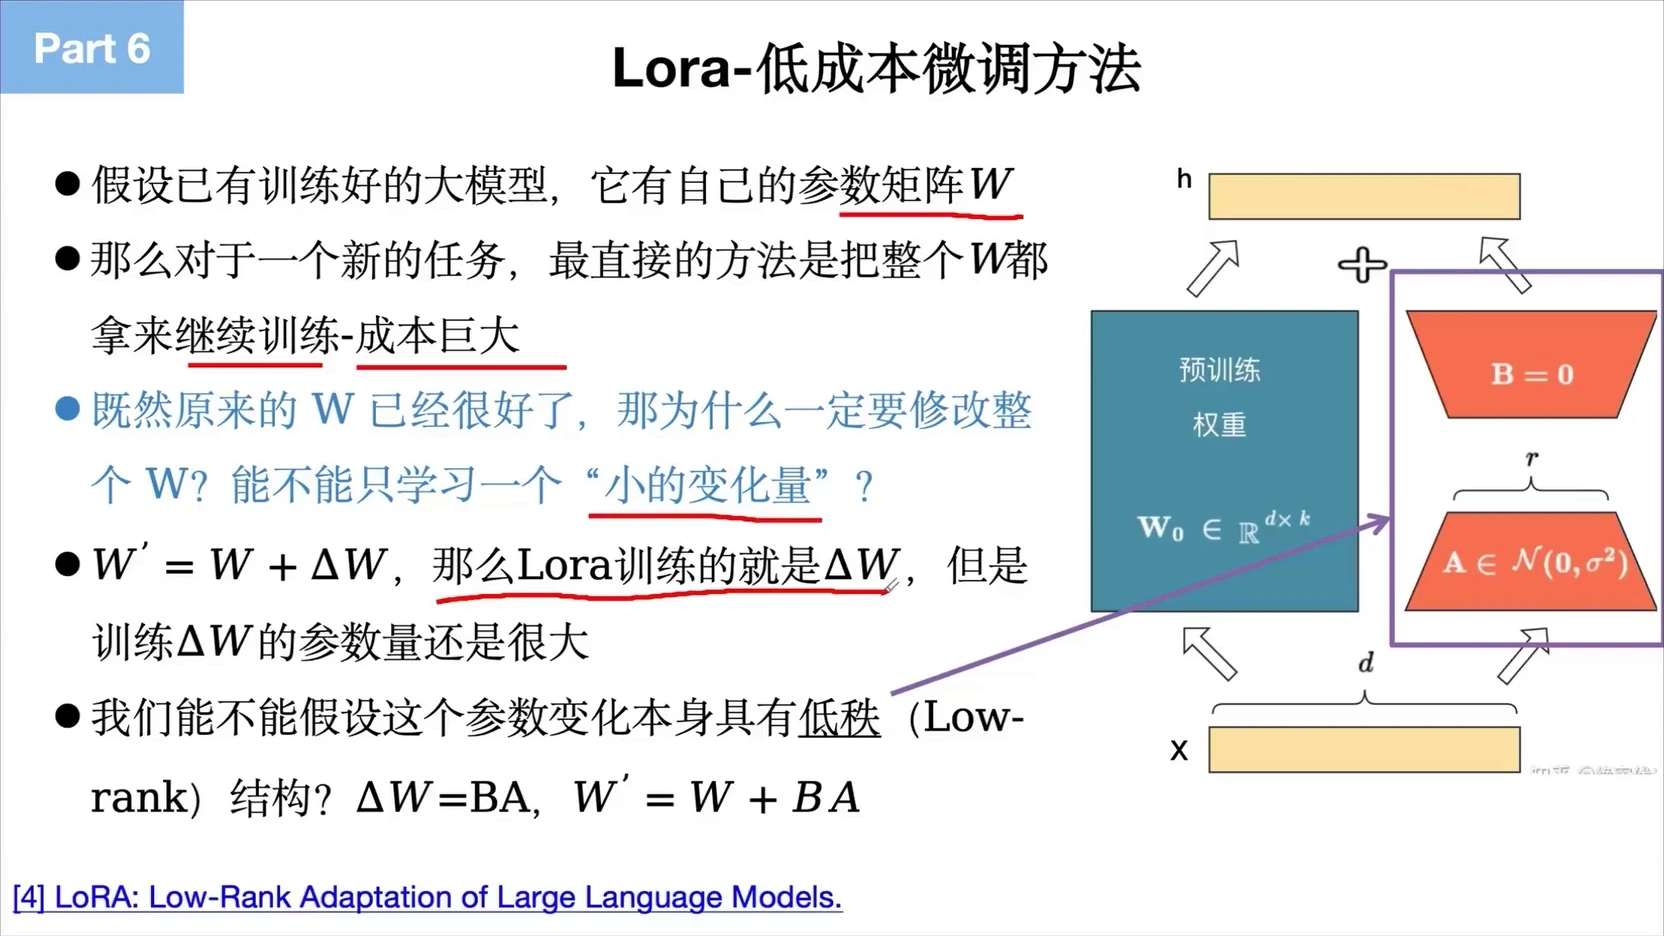 Part 6
Lora-低成本微调方法
● 假设已有训练好的大模型，它有自己的参数矩阵W
● 那么对于一个新的任务，最直接的方法是把整个W都
拿来继续训练-成本巨大
● 既然原来的 W 已经很好了，那为什么一定要修改整
个 W？能不能只学习一个“小的变化量”？
● W′ = W + ΔW，那么Lora训练的就是ΔW，但是
训练ΔW的参数量还是很大
● 我们能不能假设这个参数变化本身具有低秩（Low-
rank）结构？ΔW=BA，W′ = W + BA
[4] LoRA: Low-Rank Adaptation of Large Language Models.
h
+
预训练
权重
W₀ ∈ ℝ^{d×k}
B = 0
r
A ∈ 𝒩(0, σ²)
d
x
知乎